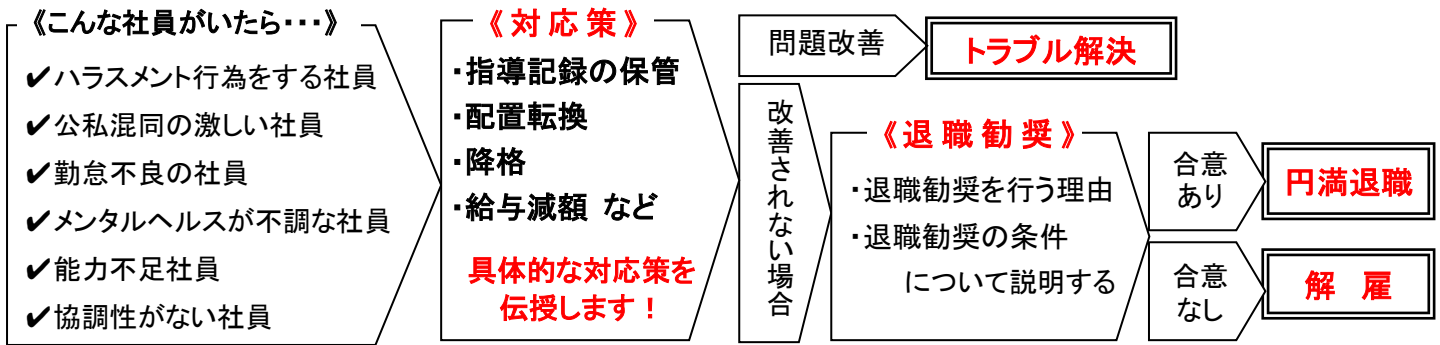 《こんな社員がいたら・・・》
✔ハラスメント行為をする社員
✔公私混同の激しい社員
✔勤怠不良の社員
✔メンタルヘルスが不調な社員
✔能力不足社員
✔協調性がない社員
《対応策》
・指導記録の保管
・配置転換
・降格
・給与減額 など
具体的な対応策を
伝授します！
問題改善
トラブル解決
改善されない場合
《退職勧奨》
・退職勧奨を行う理由
・退職勧奨の条件
について説明する
合意
あり
円満退職
合意
なし
解 雇